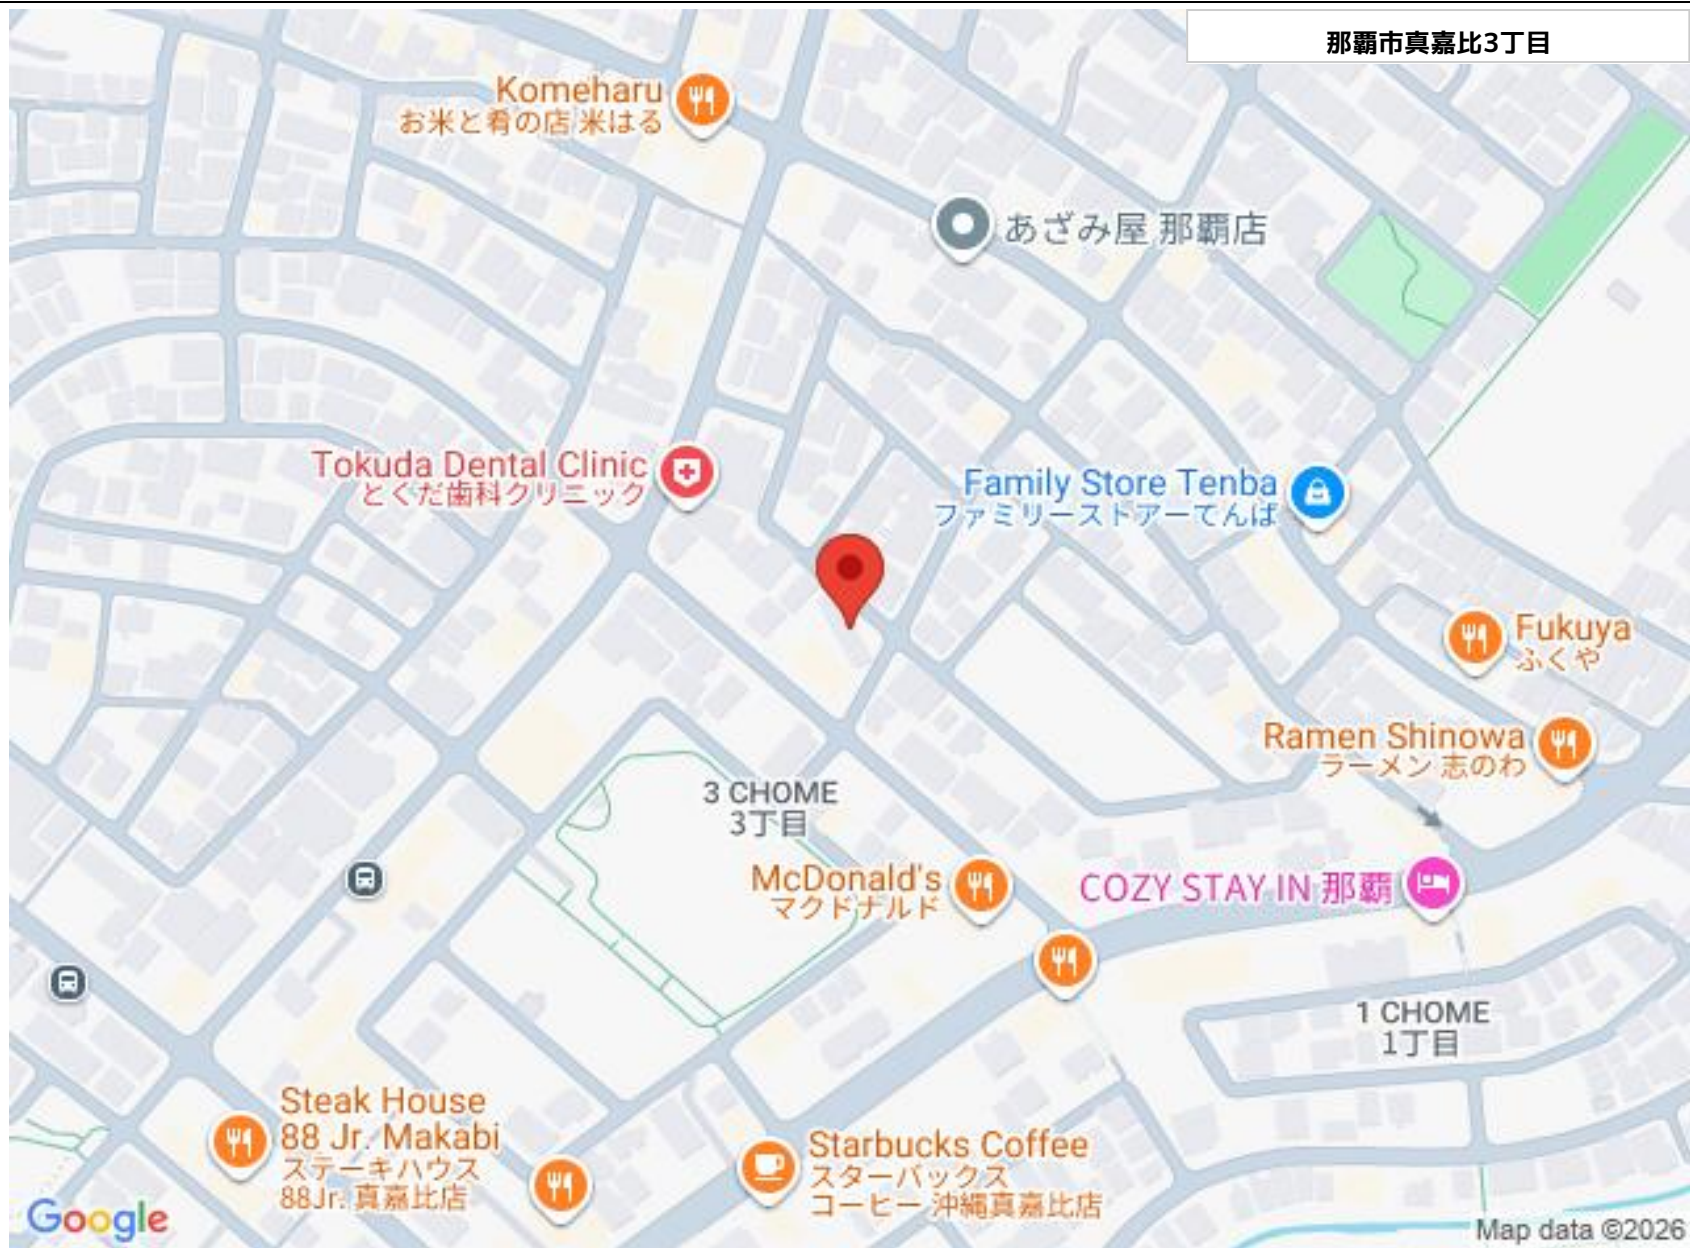 那覇市真嘉比3丁目
Komeharu
お米と肴の店 米はる
あざみ屋 那覇店
Tokuda Dental Clinic
とくだ歯科クリニック
Family Store Tenba
ファミリーストアーてんば
Fukuya
ふくや
Ramen Shinowa
ラーメン 志のわ
3 CHOME
3丁目
McDonald's
マクドナルド
COZY STAY IN 那覇
1 CHOME
1丁目
Steak House
88 Jr. Makabi
ステーキハウス
88Jr. 真嘉比店
Starbucks Coffee
スターバックス
コーヒー 沖縄真嘉比店
Google
Map data ©2026